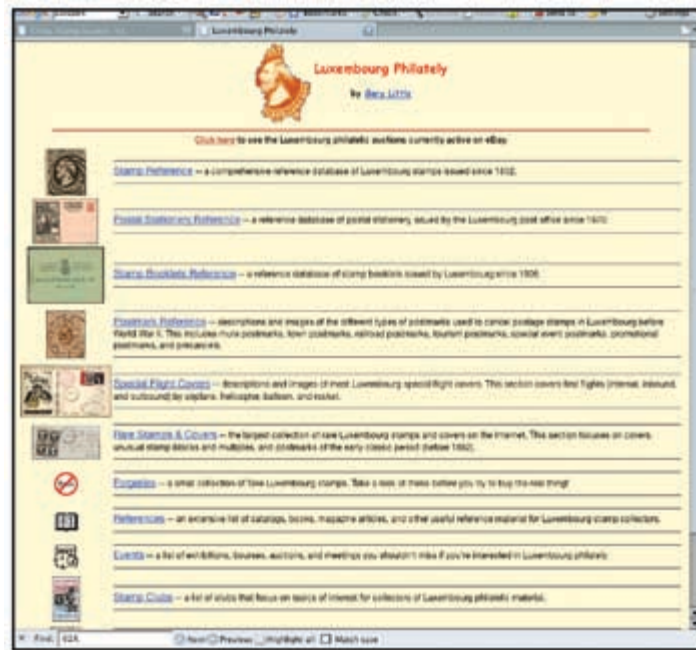 Search
Bookmarks
Check
Luxembourg Philately
Luxembourg Philately
by Gary Little
Click here to see the Luxembourg philatelic auctions currently active on eBay
Stamp Reference -- a comprehensive reference database of Luxembourg stamps issued since 1852.
Postal Stationery Reference -- a reference database of postal stationery issued by the Luxembourg post office since 1870
Stamp Booklets Reference -- a reference database of stamp booklets issued by Luxembourg since
Postmark Reference -- descriptions and images of the different types of postmarks used to cancel postage stamps in Luxembourg before
World War II. This includes mute postmarks, town postmarks, railroad postmarks, tourism postmarks, special event postmarks, promotional
postmarks, and precancels.
Special Flight Covers -- descriptions and images of most Luxembourg special flight covers. This section covers first flights (internal, inbound,
and outbound) by airplane, helicopter, balloon, and rocket.
Rare Stamps & Covers -- the largest collection of rare Luxembourg stamps and covers on the Internet. This section focuses on covers,
unusual stamp blocks and multiples, and postmarks of the early classic period (before 1882).
Forgeries -- a small collection of fake Luxembourg stamps. Take a look at these before you try to buy the real thing!
References -- an extensive list of catalogs, books, magazine articles, and other useful reference material for Luxembourg stamp collectors.
Events -- a list of exhibitions, bourses, auctions, and meetings you shouldn't miss if you're interested in Luxembourg philately
Stamp Clubs -- a list of clubs that focus on topics of interest for collectors of Luxembourg philatelic material.
Find: Next Previous Highlight all Match case